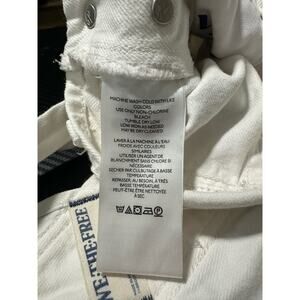 MACHINE WASH COLD WITH LIKE
COLORS
USE ONLY NON-CHLORINE
BLEACH
TUMBLE DRY LOW
LOW IRON AS NEEDED
MAY BE DRY CLEANED
LAVER À LA MACHINE À L'EAU
FROIDE AVEC COULEURS
SIMILAIRES
UTILISER UN AGENT DE
BLANCHIMENT SANS CHLORE SI
NÉCESSAIRE
SÉCHER PAR CULBUTAGE À BASSE
TEMPÉRATURE
REPASSER, AU BESOIN, À TRÈS
BASSE TEMPÉRATURE
PEUT-ÊTRE ÊTRE NETTOYÉE
À SEC
E·THE·FREE